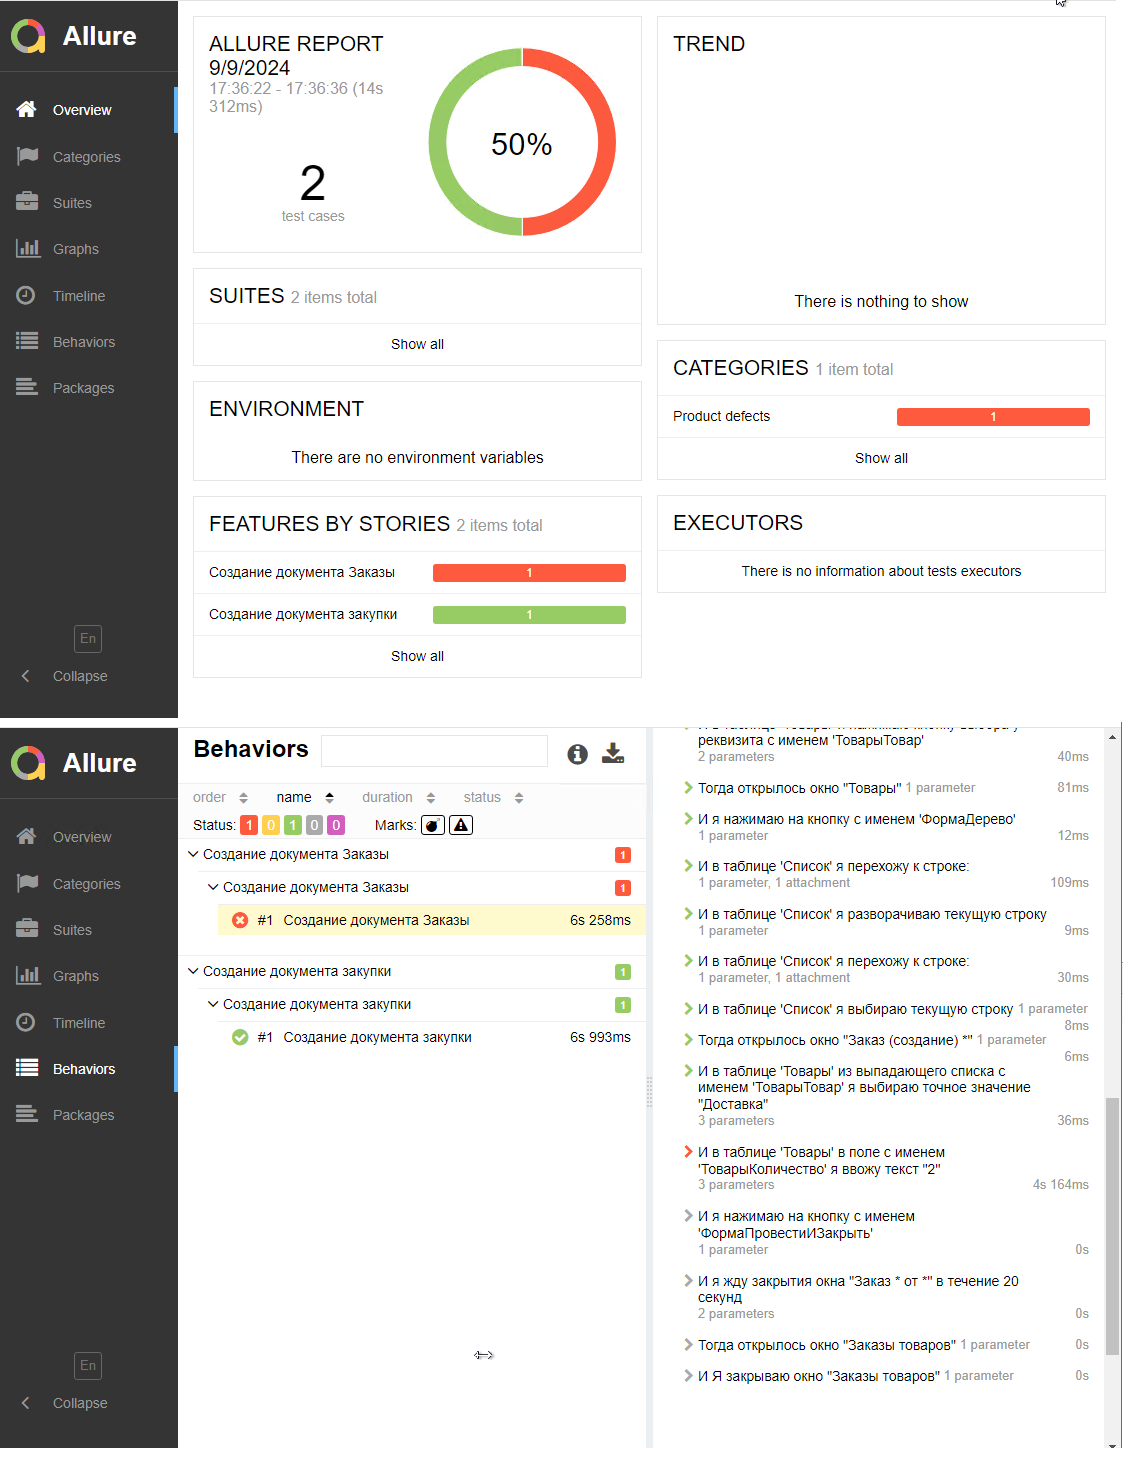 Allure
Overview
Categories
Suites
Graphs
Timeline
Behaviors
Packages
En
Collapse
ALLURE REPORT
9/9/2024
17:36:22 - 17:36:36 (14s
312ms)
2
test cases
50%
SUITES 2 items total
Show all
ENVIRONMENT
There are no environment variables
FEATURES BY STORIES 2 items total
Создание документа Заказы 1
Создание документа закупки 1
Show all
TREND
There is nothing to show
CATEGORIES 1 item total
Product defects 1
Show all
EXECUTORS
There is no information about tests executors
Allure
Overview
Categories
Suites
Graphs
Timeline
Behaviors
Packages
En
Collapse
Behaviors
order name duration status
Status: 1 0 1 0 0 Marks:
Создание документа Заказы 1
Создание документа Заказы 1
#1 Создание документа Заказы 6s 258ms
Создание документа закупки 1
Создание документа закупки 1
#1 Создание документа закупки 6s 993ms
И в таблице 'Товары' я нажимаю кнопку выбора у
реквизита с именем 'ТоварыТовар'
2 parameters 40ms
Тогда открылось окно "Товары" 1 parameter 81ms
И я нажимаю на кнопку с именем 'ФормаДерево'
1 parameter 12ms
И в таблице 'Список' я перехожу к строке:
1 parameter, 1 attachment 109ms
И в таблице 'Список' я разворачиваю текущую строку
1 parameter 9ms
И в таблице 'Список' я перехожу к строке:
1 parameter, 1 attachment 30ms
И в таблице 'Список' я выбираю текущую строку 1 parameter
8ms
Тогда открылось окно "Заказ (создание) *" 1 parameter
6ms
И в таблице 'Товары' из выпадающего списка с
именем 'ТоварыТовар' я выбираю точное значение
"Доставка"
3 parameters 36ms
И в таблице 'Товары' в поле с именем
'ТоварыКоличество' я ввожу текст "2"
3 parameters 4s 164ms
И я нажимаю на кнопку с именем
'ФормаПровестиИЗакрыть'
1 parameter 0s
И я жду закрытия окна "Заказ * от *" в течение 20
секунд
2 parameters 0s
Тогда открылось окно "Заказы товаров" 1 parameter 0s
И Я закрываю окно "Заказы товаров" 1 parameter 0s